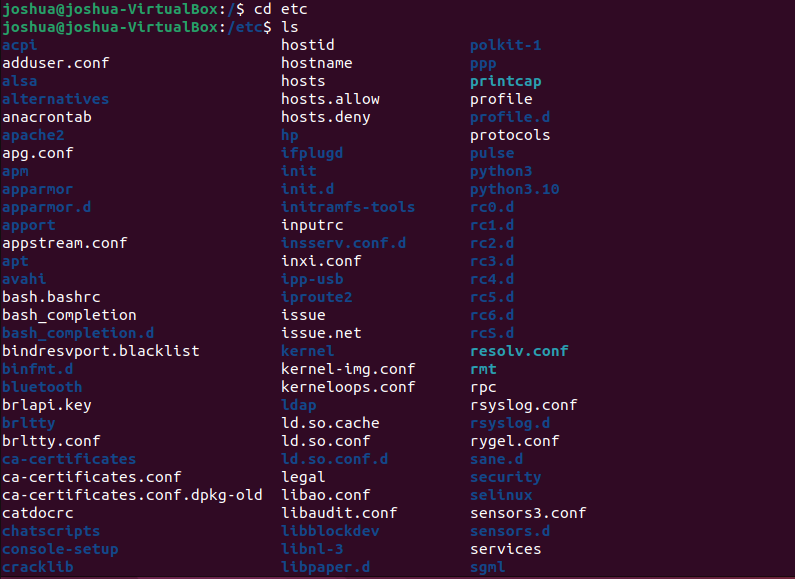 joshua@joshua-VirtualBox:/$ cd etc
joshua@joshua-VirtualBox:/etc$ ls
acpi hostid polkit-1
adduser.conf hostname ppp
alsa hosts printcap
alternatives hosts.allow profile
anacrontab hosts.deny profile.d
apache2 hp protocols
apg.conf ifplugd pulse
apm init python3
apparmor init.d python3.10
apparmor.d initramfs-tools rc0.d
apport inputrc rc1.d
appstream.conf insserv.conf.d rc2.d
apt inxi.conf rc3.d
avahi ipp-usb rc4.d
bash.bashrc iproute2 rc5.d
bash_completion issue rc6.d
bash_completion.d issue.net rcS.d
bindresvport.blacklist kernel resolv.conf
binfmt.d kernel-img.conf rmt
bluetooth kerneloops.conf rpc
brlapi.key ldap rsyslog.conf
brltty ld.so.cache rsyslog.d
brltty.conf ld.so.conf rygel.conf
ca-certificates ld.so.conf.d sane.d
ca-certificates.conf legal security
ca-certificates.conf.dpkg-old libao.conf selinux
catdocrc libaudit.conf sensors3.conf
chatscripts libblockdev sensors.d
console-setup libnl-3 services
cracklib libpaper.d sgml